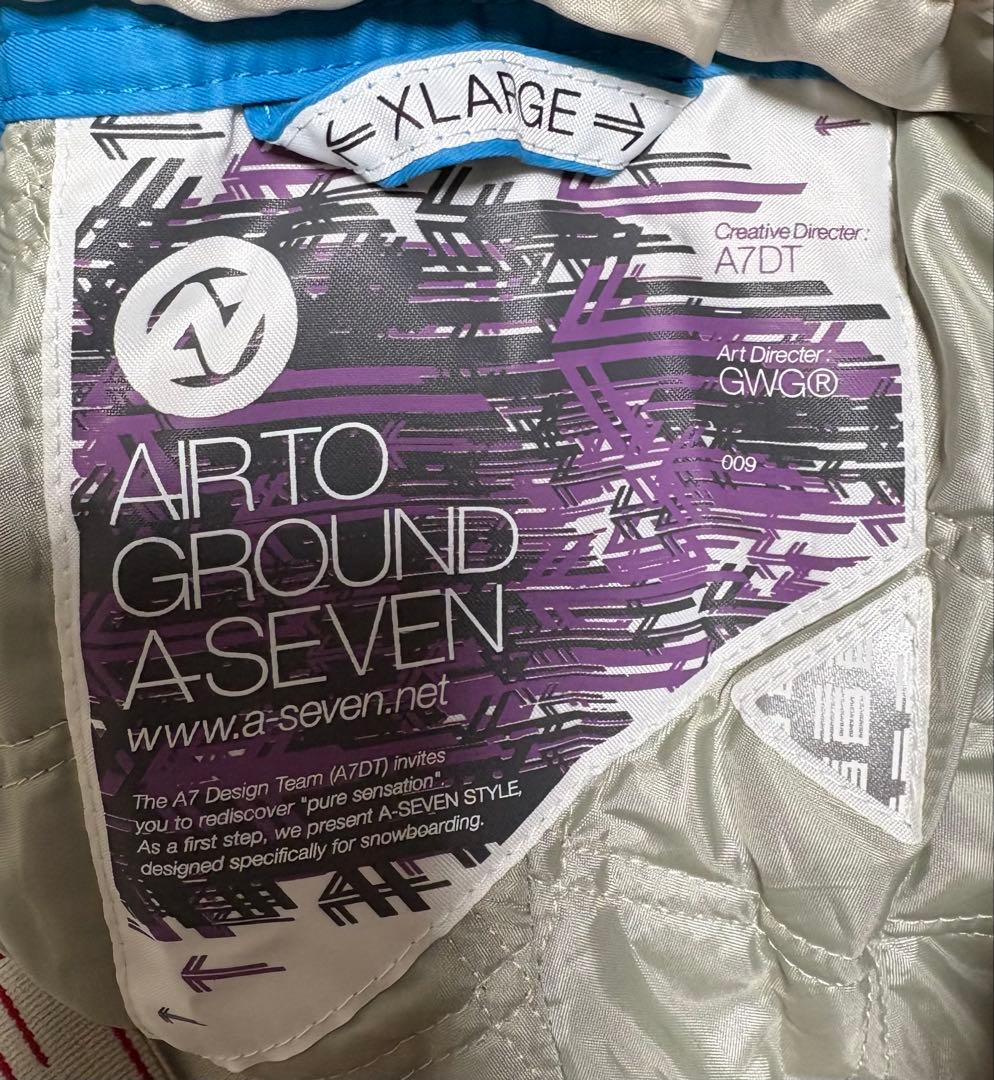 XLARGE
Creative Directer:
A7DT
Art Directer:
GWG®
009
AIR TO
GROUND
A-SEVEN
www.a-seven.net
The A7 Design Team (A7DT) invites
you to rediscover "pure sensation".
As a first step, we present A-SEVEN STYLE,
designed specifically for snowboarding.